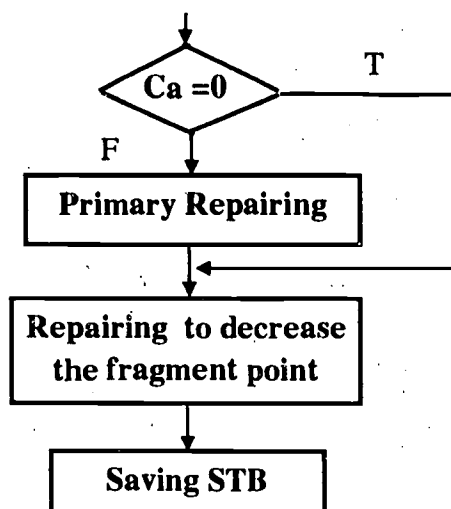 Ca =0
T
F
Primary Repairing
Repairing to decrease
the fragment point
Saving STB